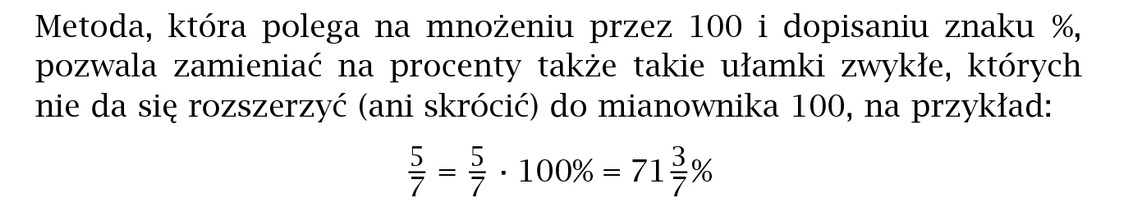 Metoda, która polega na mnożeniu przez 100 i dopisaniu znaku %,
pozwala zamieniać na procenty także takie ułamki zwykłe, których
nie da się rozszerzyć (ani skrócić) do mianownika 100, na przykład:
5/7 = 5/7 · 100% = 71 3/7 %